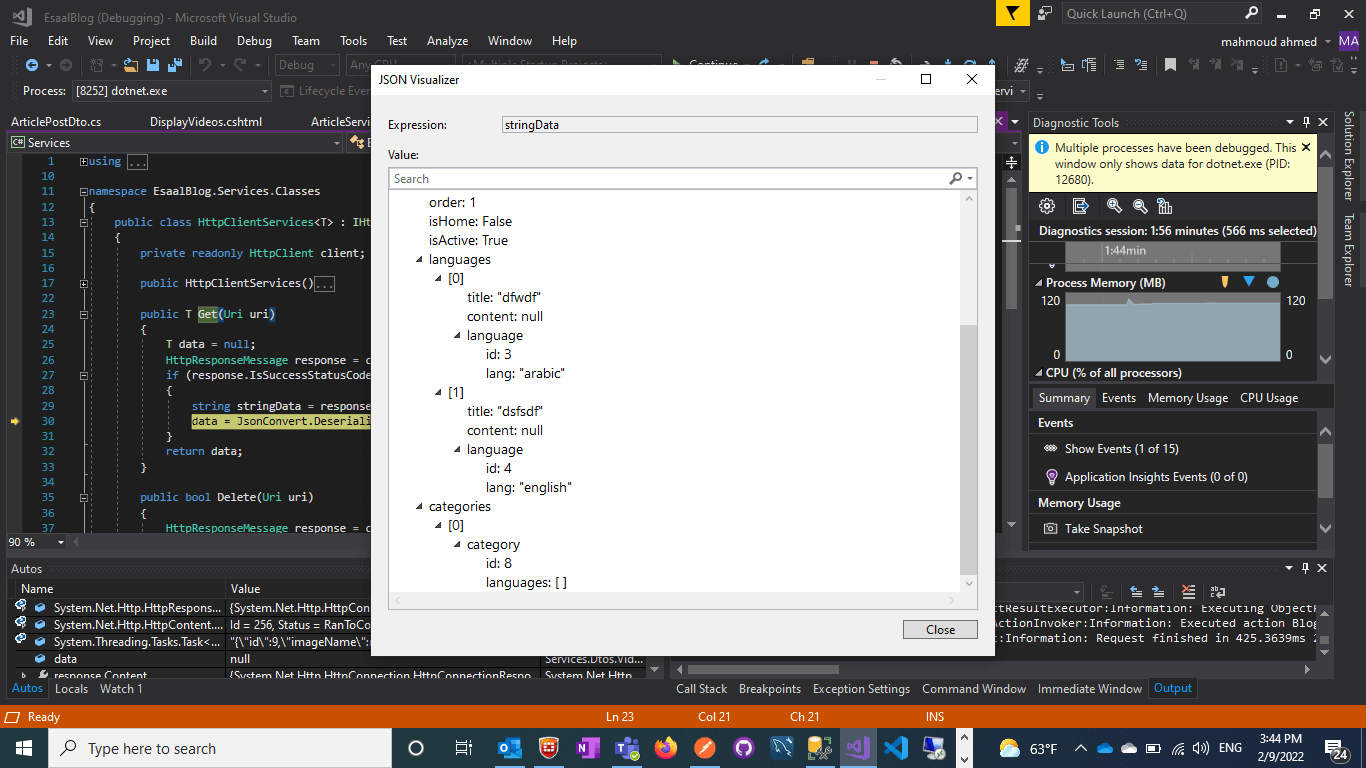 EsaalBlog (Debugging) - Microsoft Visual Studio
Quick Launch (Ctrl+Q)
File Edit View Project Build Debug Team Tools Test Analyze Window Help
mahmoud ahmed MA
Debug Any CPU <Multiple Startup Projects> Continue
Process: [8252] dotnet.exe Lifecycle Ever
ArticlePostDto.cs DisplayVideos.cshtml ArticleServi
Services
1 using ...
10
11 namespace EsaalBlog.Services.Classes
12 {
13 public class HttpClientServices<T> : IHt
14 {
15 private readonly HttpClient client;
16
17 public HttpClientServices()...
22
23 public T Get(Uri uri)
24 {
25 T data = null;
26 HttpResponseMessage response = c
27 if (response.IsSuccessStatusCode
28 {
29 string stringData = response
30 data = JsonConvert.Deseriali
31 }
32 return data;
33 }
34
35 public bool Delete(Uri uri)
36 {
37 HttpResponseMessage response = c
90 %
JSON Visualizer
Expression: stringData
Value:
Search
order: 1
isHome: False
isActive: True
languages
[0]
title: "dfwdf"
content: null
language
id: 3
lang: "arabic"
[1]
title: "dsfsdf"
content: null
language
id: 4
lang: "english"
categories
[0]
category
id: 8
languages: [ ]
Close
Diagnostic Tools
Multiple processes have been debugged. This
window only shows data for dotnet.exe (PID:
12680).
Diagnostics session: 1:56 minutes (566 ms selected)
1:44min
Process Memory (MB)
120 120
0 0
CPU (% of all processors)
Summary Events Memory Usage CPU Usage
Events
Show Events (1 of 15)
Application Insights Events (0 of 0)
Memory Usage
Take Snapshot
Solution Explorer
Team Explorer
Autos
Name Value
System.Net.Http.HttpRespons... {System.Net.Http.HttpCon
System.Net.Http.HttpContent.... Id = 256, Status = RanToCo
System.Threading.Tasks.Task<... "{\"id\":9,\"imageName\":
data null Services.Dtos.Vid...
response.Content {System.Net.Http.HttpConnection.HttpConnectionRespo System.Net.Http
Autos Locals Watch 1
ctResultExecutor:Information: Executing ObjectR
ActionInvoker:Information: Executed action Blog
t:Information: Request finished in 425.3639ms 2
Call Stack Breakpoints Exception Settings Command Window Immediate Window Output
Ready Ln 23 Col 21 Ch 21 INS
Type here to search
63°F ENG
3:44 PM
2/9/2022
24